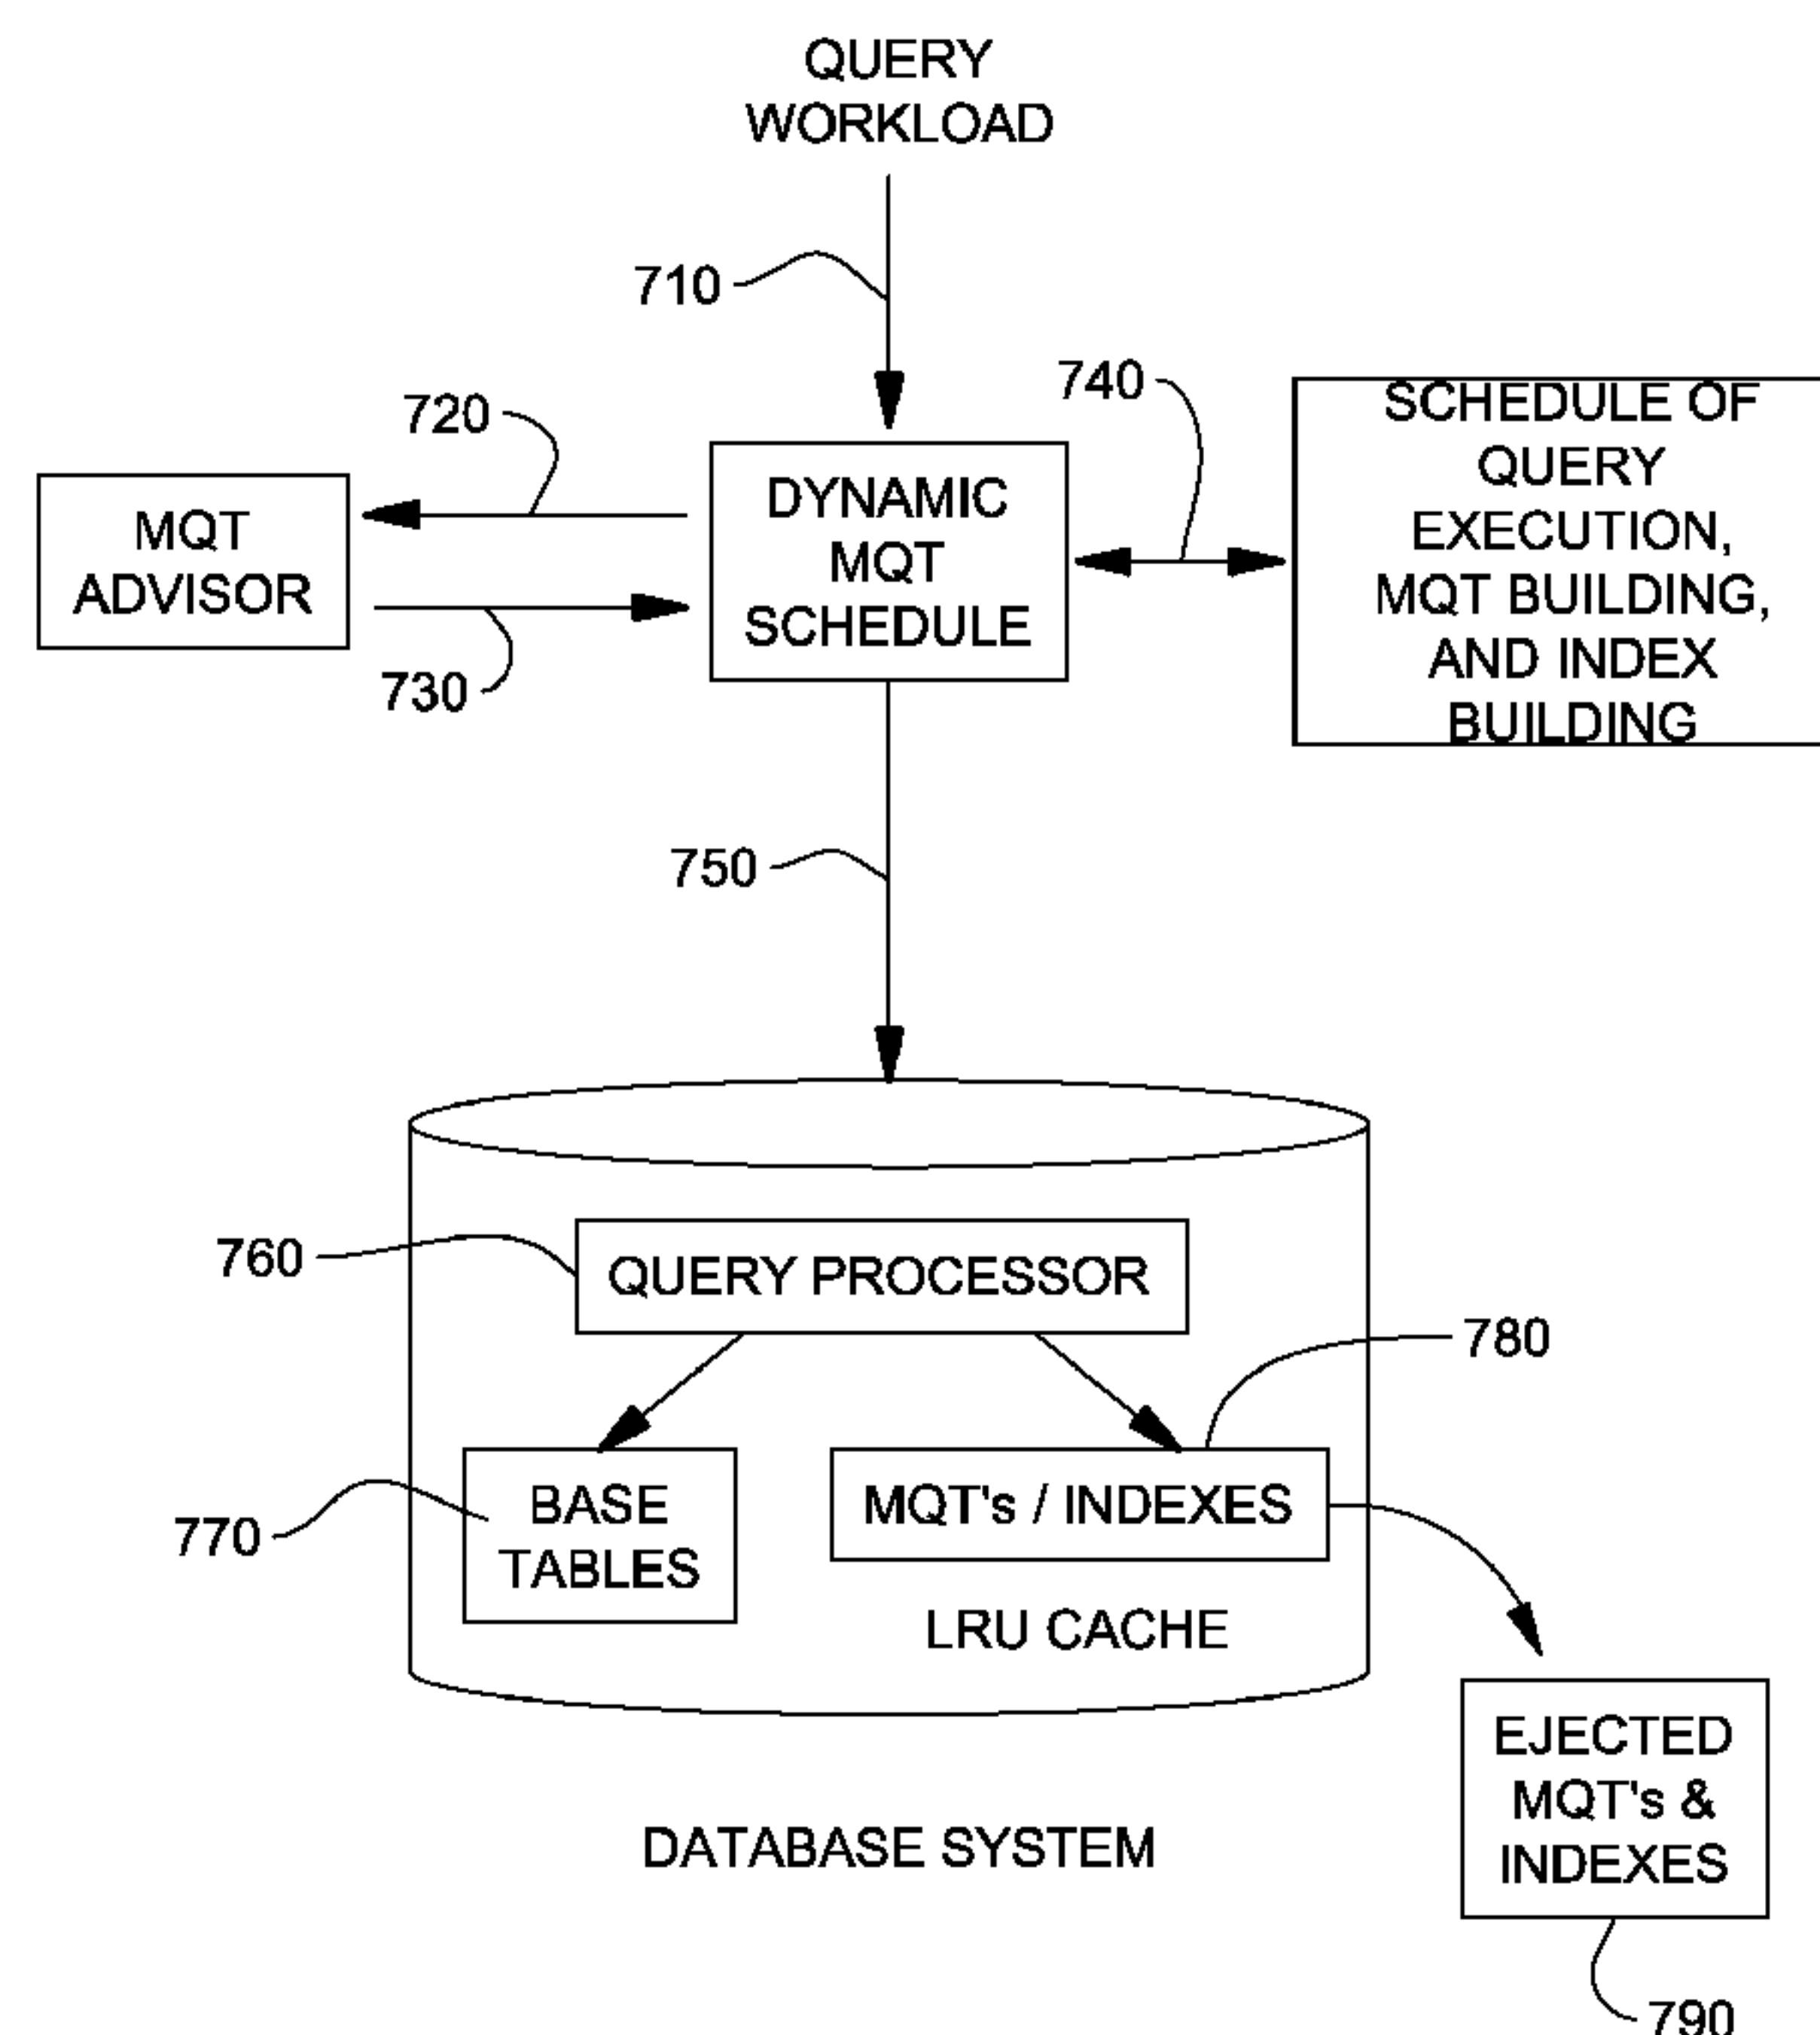 QUERY
WORKLOAD
710
740
720
SCHEDULE OF
QUERY
EXECUTION,
MQT BUILDING,
AND INDEX
BUILDING
DYNAMIC
MQT
SCHEDULE
MQT
ADVISOR
730
750
760
QUERY PROCESSOR
780
770
BASE
TABLES
MQT's / INDEXES
LRU CACHE
EJECTED
MQT's &
INDEXES
DATABASE SYSTEM
790